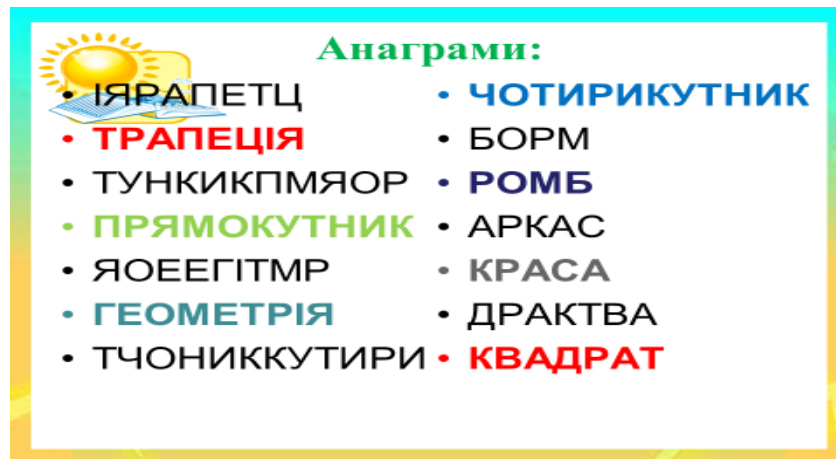 Анаграми:
ІЯРАПЕТЦ
ТРАПЕЦІЯ
ТУНКИКПМЯОР
ПРЯМОКУТНИК
ЯОЕЕГІТМР
ГЕОМЕТРІЯ
ТЧОНИККУТИРИ
ЧОТИРИКУТНИК
БОРМ
РОМБ
АРКАС
КРАСА
ДРАКТВА
КВАДРАТ